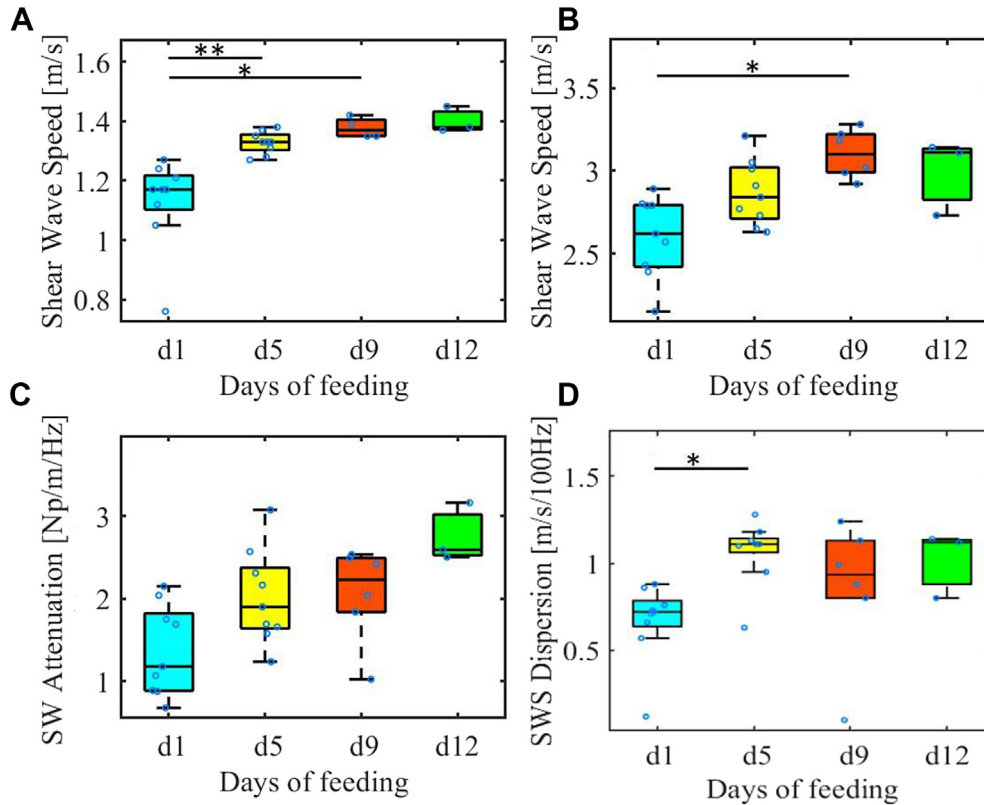 A
Shear Wave Speed [m/s]
1.6
1.4
1.2
1
0.8
**
*
d1 d5 d9 d12
Days of feeding
B
Shear Wave Speed [m/s]
3.5
3
2.5
*
d1 d5 d9 d12
Days of feeding
C
SW Attenuation [Np/m/Hz]
3
2
1
d1 d5 d9 d12
Days of feeding
D
SWS Dispersion [m/s/100Hz]
1.5
1
0.5
*
d1 d5 d9 d12
Days of feeding